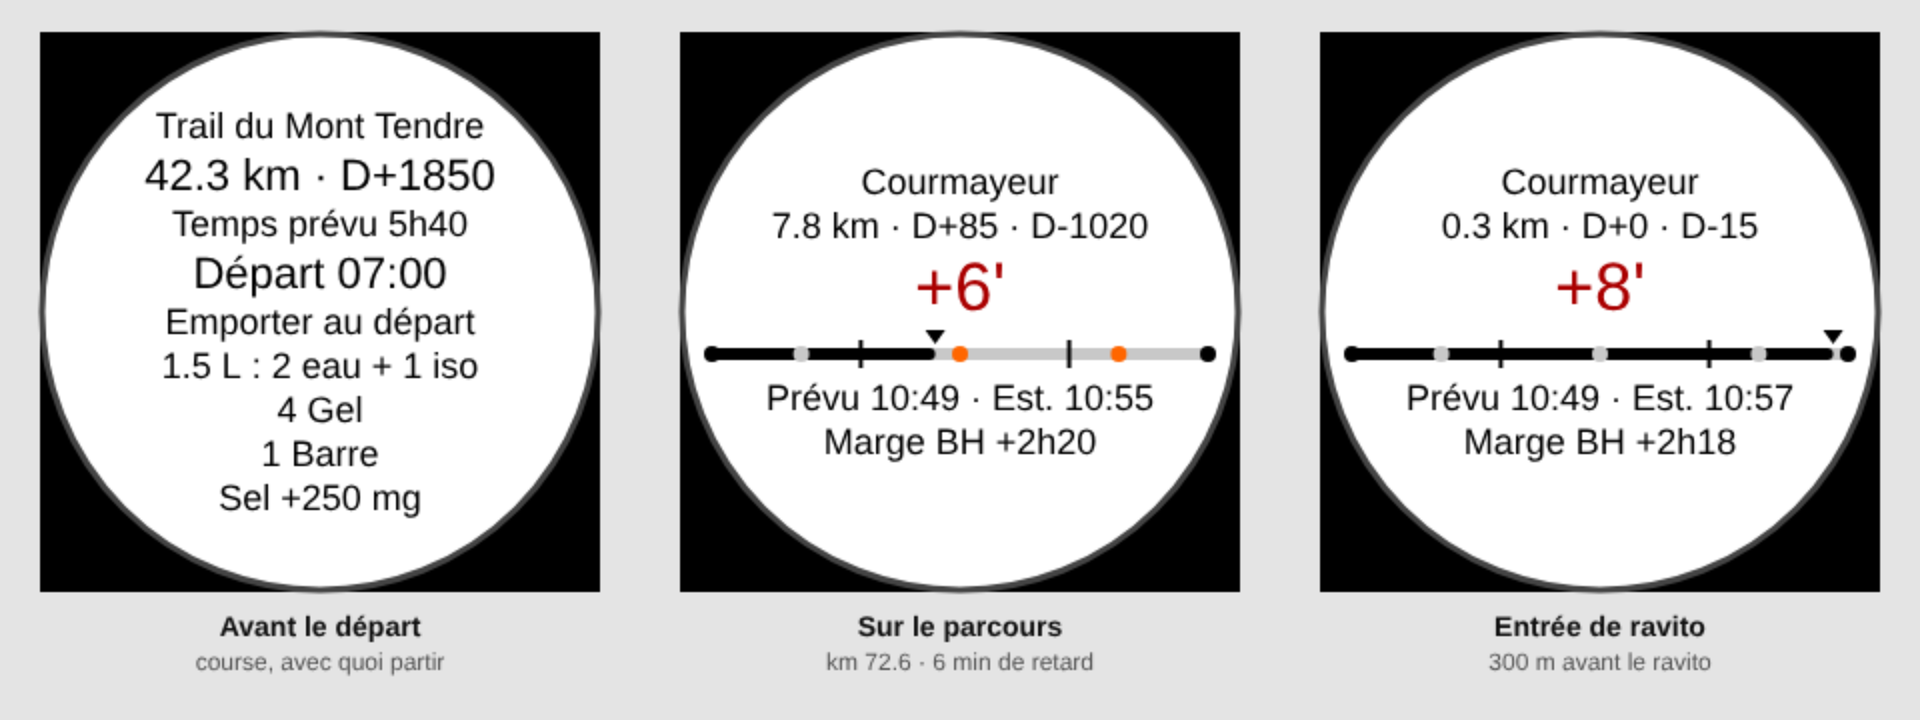 Trail du Mont Tendre
42.3 km · D+1850
Temps prévu 5h40
Départ 07:00
Emporter au départ
1.5 L : 2 eau + 1 iso
4 Gel
1 Barre
Sel +250 mg
Avant le départ
course, avec quoi partir
Courmayeur
7.8 km · D+85 · D-1020
+6'
Prévu 10:49 · Est. 10:55
Marge BH +2h20
Sur le parcours
km 72.6 · 6 min de retard
Courmayeur
0.3 km · D+0 · D-15
+8'
Prévu 10:49 · Est. 10:57
Marge BH +2h18
Entrée de ravito
300 m avant le ravito